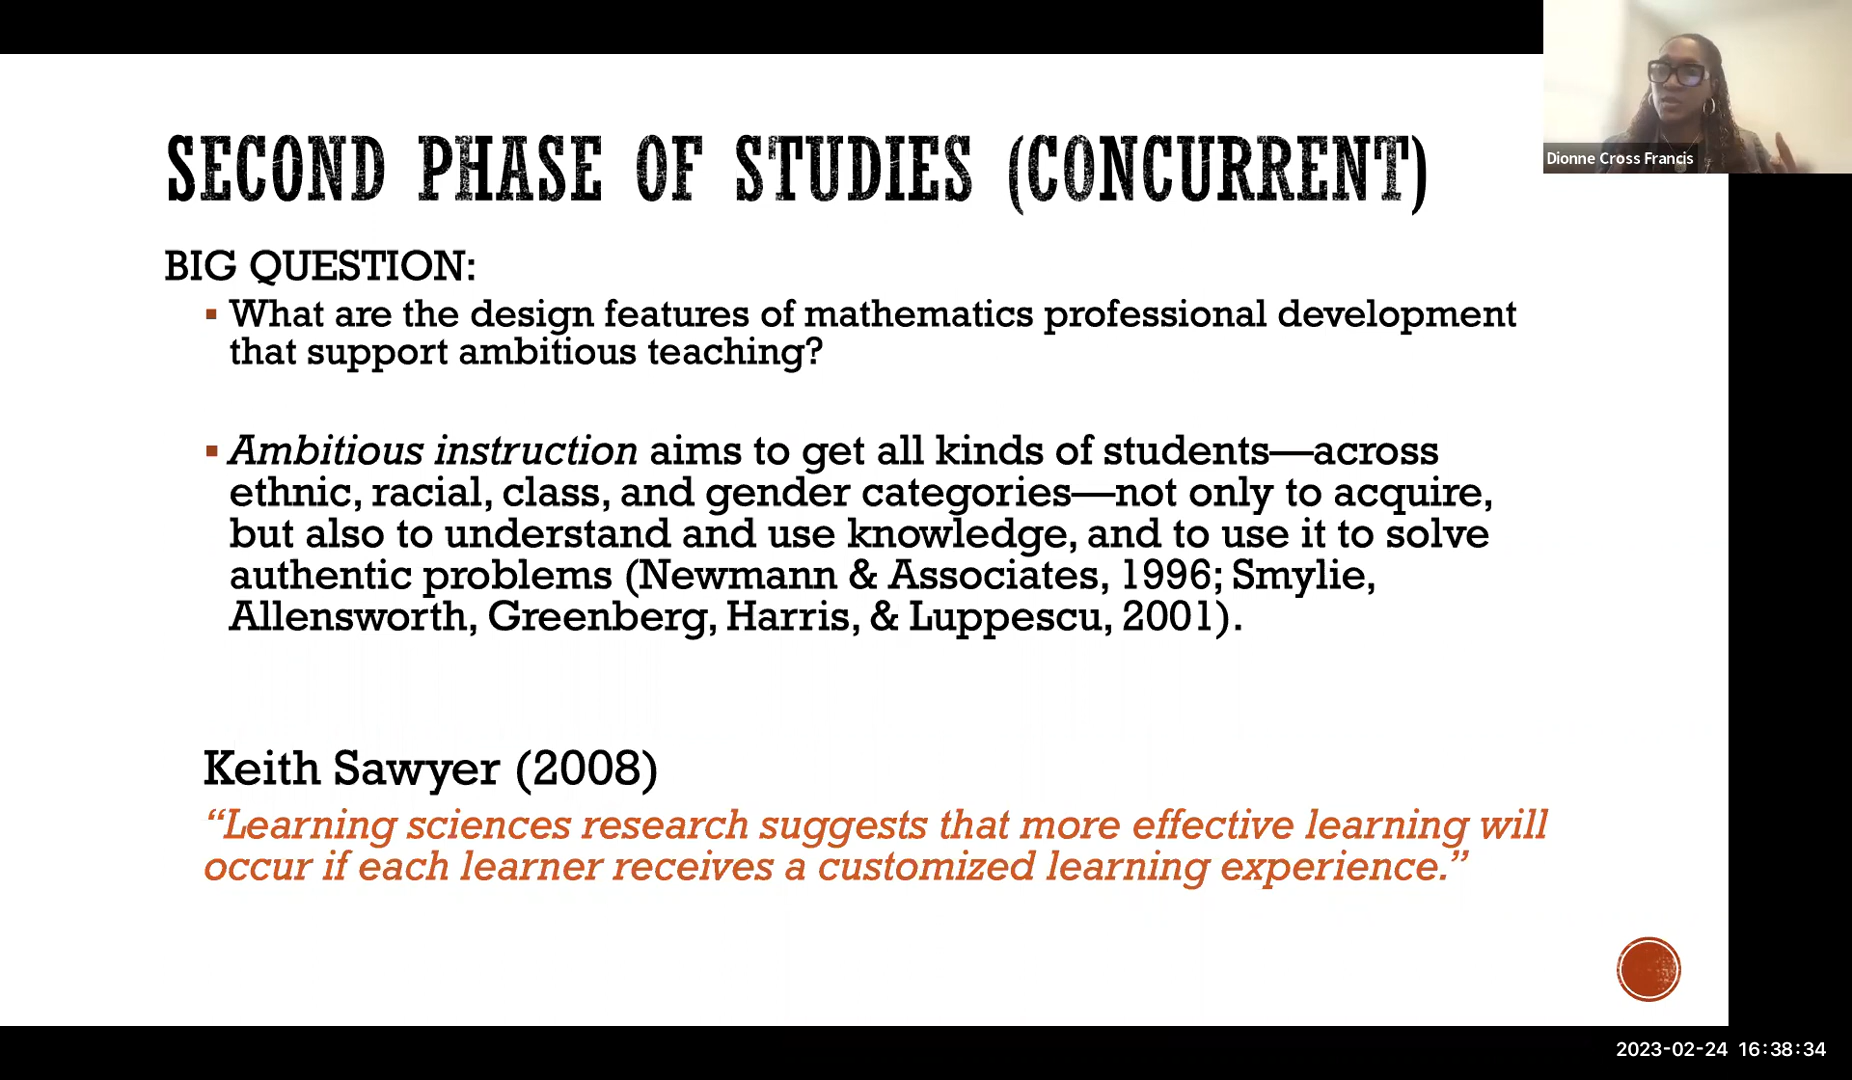 SECOND PHASE OF STUDIES (CONCURRENT)
Dionne Cross Francis
BIG QUESTION:
▪ What are the design features of mathematics professional development
that support ambitious teaching?
▪ Ambitious instruction aims to get all kinds of students—across
ethnic, racial, class, and gender categories—not only to acquire,
but also to understand and use knowledge, and to use it to solve
authentic problems (Newmann & Associates, 1996; Smylie,
Allensworth, Greenberg, Harris, & Luppescu, 2001).
Keith Sawyer (2008)
“Learning sciences research suggests that more effective learning will
occur if each learner receives a customized learning experience.”
2023-02-24 16:38:34